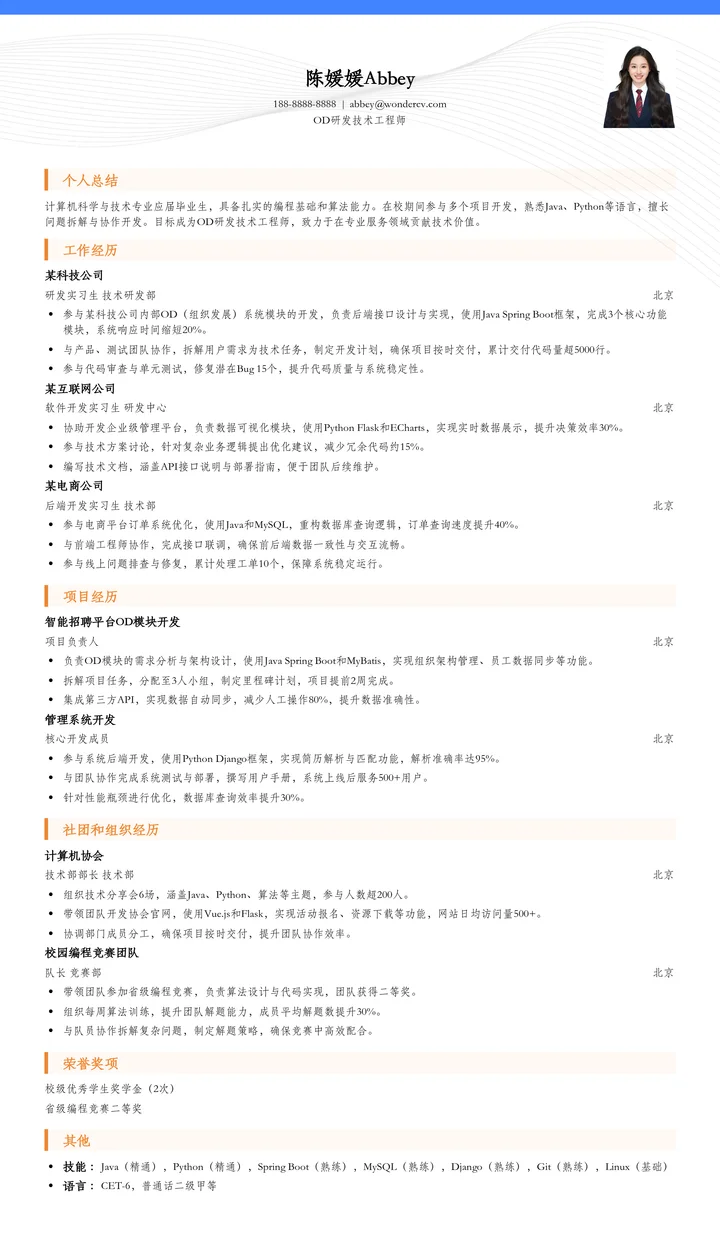 陈媛媛Abbey
188-8888-8888 | abbey@wondercv.com
OD研发技术工程师
个人总结
计算机科学与技术专业应届毕业生，具备扎实的编程基础和算法能力。在校期间参与多个项目开发，熟悉Java、Python等语言，擅长
问题拆解与协作开发。目标成为OD研发技术工程师，致力于在专业服务领域贡献技术价值。
工作经历
某科技公司
研发实习生 技术研发部 北京
• 参与某科技公司内部OD（组织发展）系统模块的开发，负责后端接口设计与实现，使用Java Spring Boot框架，完成3个核心功能
模块，系统响应时间缩短20%。
• 与产品、测试团队协作，拆解用户需求为技术任务，制定开发计划，确保项目按时交付，累计交付代码量超5000行。
• 参与代码审查与单元测试，修复潜在Bug 15个，提升代码质量与系统稳定性。
某互联网公司
软件开发实习生 研发中心 北京
• 协助开发企业级管理平台，负责数据可视化模块，使用Python Flask和ECharts，实现实时数据展示，提升决策效率30%。
• 参与技术方案讨论，针对复杂业务逻辑提出优化建议，减少冗余代码约15%。
• 编写技术文档，涵盖API接口说明与部署指南，便于团队后续维护。
某电商公司
后端开发实习生 技术部 北京
• 参与电商平台订单系统优化，使用Java和MySQL，重构数据库查询逻辑，订单查询速度提升40%。
• 与前端工程师协作，完成接口联调，确保前后端数据一致性与交互流畅。
• 参与线上问题排查与修复，累计处理工单10个，保障系统稳定运行。
项目经历
智能招聘平台OD模块开发
项目负责人 北京
• 负责OD模块的需求分析与架构设计，使用Java Spring Boot和MyBatis，实现组织架构管理、员工数据同步等功能。
• 拆解项目任务，分配至3人小组，制定里程碑计划，项目提前2周完成。
• 集成第三方API，实现数据自动同步，减少人工操作80%，提升数据准确性。
管理系统开发
核心开发成员 北京
• 参与系统后端开发，使用Python Django框架，实现简历解析与匹配功能，解析准确率达95%。
• 与团队协作完成系统测试与部署，撰写用户手册，系统上线后服务500+用户。
• 针对性能瓶颈进行优化，数据库查询效率提升30%。
社团和组织经历
计算机协会
技术部部长 技术部 北京
• 组织技术分享会6场，涵盖Java、Python、算法等主题，参与人数超200人。
• 带领团队开发协会官网，使用Vue.js和Flask，实现活动报名、资源下载等功能，网站日均访问量500+。
• 协调部门成员分工，确保项目按时交付，提升团队协作效率。
校园编程竞赛团队
队长 竞赛部 北京
• 带领团队参加省级编程竞赛，负责算法设计与代码实现，团队获得二等奖。
• 组织每周算法训练，提升团队解题能力，成员平均解题数提升30%。
• 与队员协作拆解复杂问题，制定解题策略，确保竞赛中高效配合。
荣誉奖项
校级优秀学生奖学金（2次）
省级编程竞赛二等奖
其他
• 技能： Java（精通）, Python（精通）, Spring Boot（熟练）, MySQL（熟练）, Django（熟练）, Git（熟练）, Linux（基础）
• 语言： CET-6，普通话二级甲等